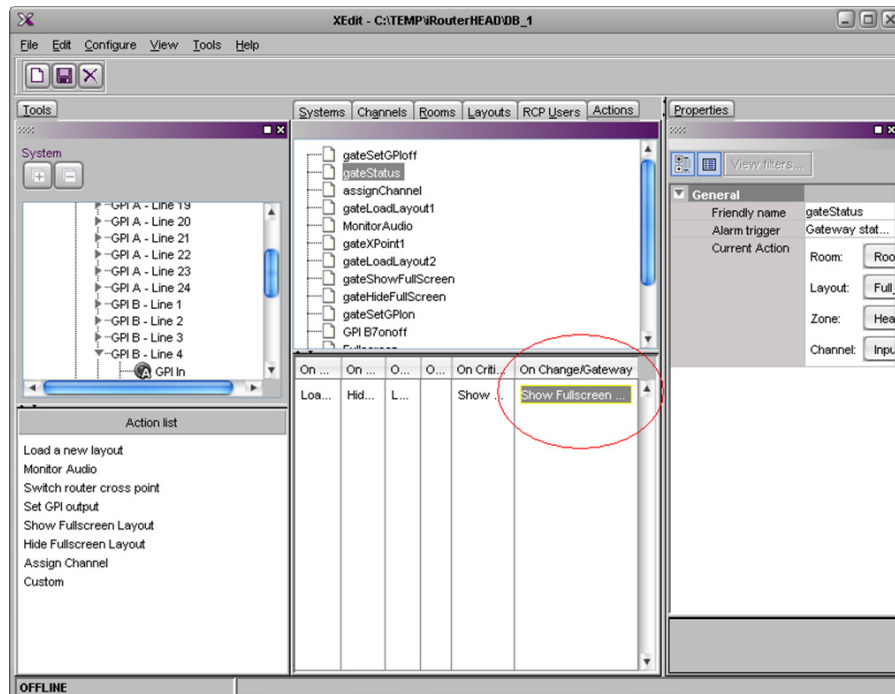 XEdit - C:\TEMP\iRouterHEAD\DB_1
File Edit Configure View Tools Help
Tools
System
GPI A - Line 19
GPI A - Line 20
GPI A - Line 21
GPI A - Line 22
GPI A - Line 23
GPI A - Line 24
GPI B - Line 1
GPI B - Line 2
GPI B - Line 3
GPI B - Line 4
GPI In
Action list
Load a new layout
Monitor Audio
Switch router cross point
Set GPI output
Show Fullscreen Layout
Hide Fullscreen Layout
Assign Channel
Custom
Systems Channels Rooms Layouts RCP Users Actions
gateSetGPIoff
gateStatus
assignChannel
gateLoadLayout1
MonitorAudio
gateXPoint1
gateLoadLayout2
gateShowFullScreen
gateHideFullScreen
gateSetGPIon
GPI B7onoff
Fullscreen
On ... On ... O... O... On Criti... On Change/Gateway
Loa... Hid... L... Show ... Show Fullscreen ...
Properties
View filters...
General
Friendly name gateStatus
Alarm trigger Gateway stat...
Current Action
Room: Roo
Layout: Full_
Zone: Hea
Channel: Inpu
OFFLINE